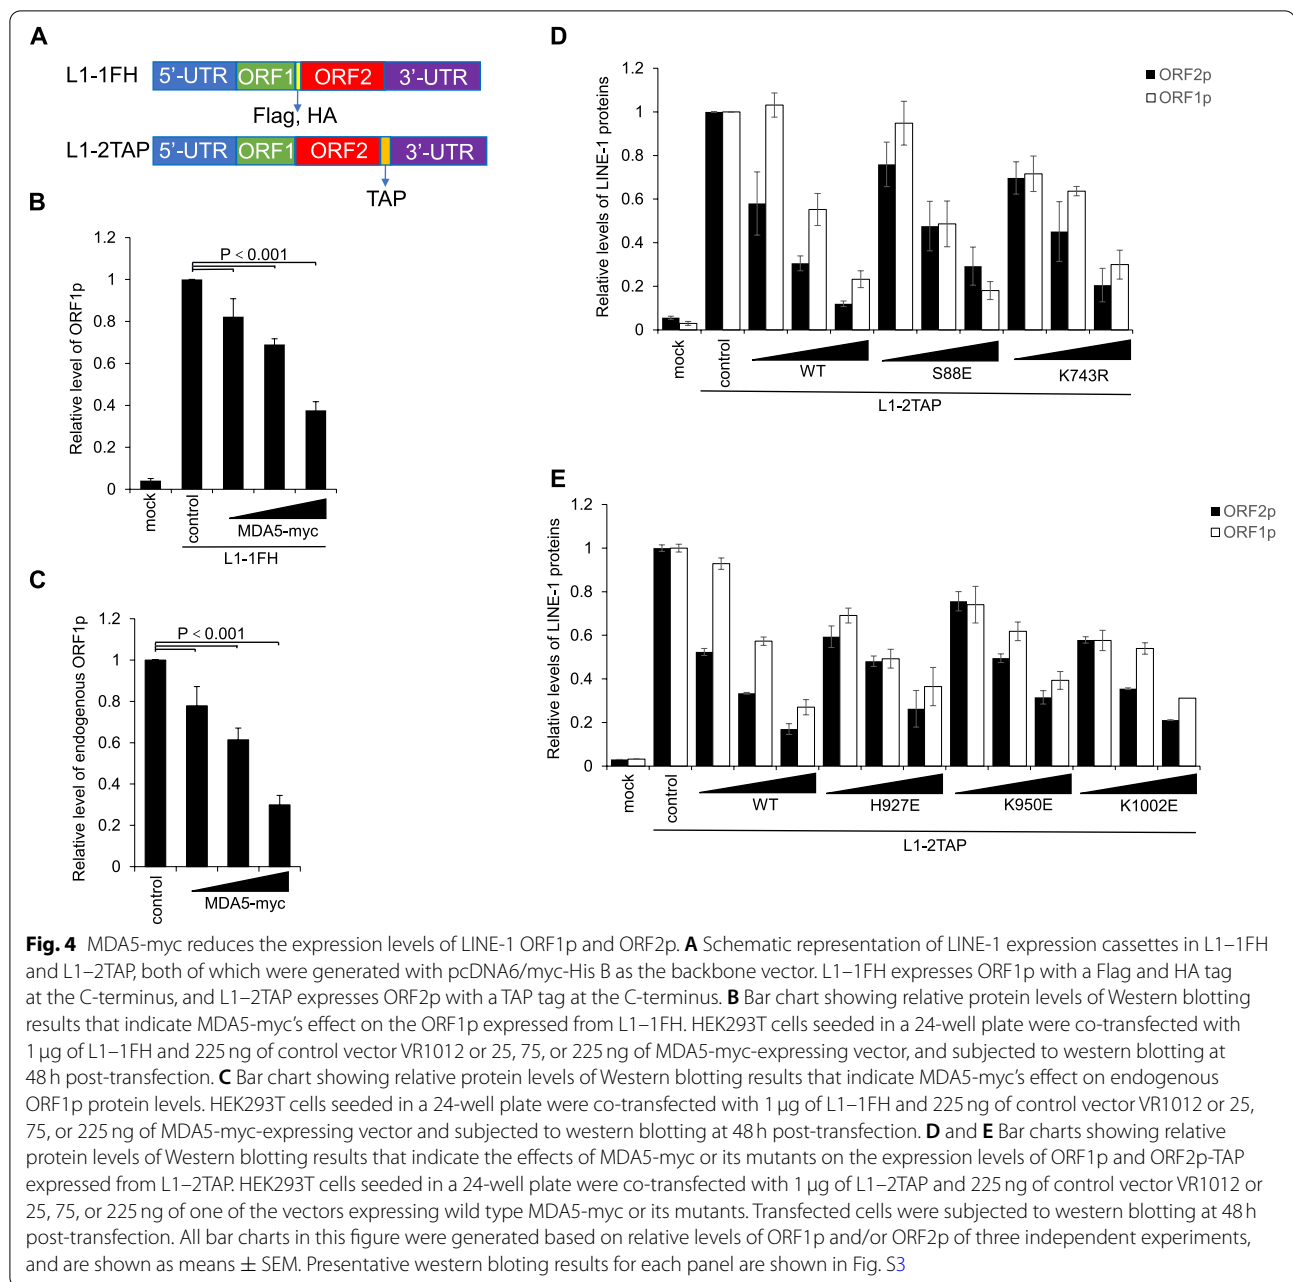 A
L1-1FH
5'-UTR ORF1 ORF2 3'-UTR
Flag, HA
L1-2TAP
5'-UTR ORF1 ORF2 3'-UTR
TAP
B
Relative level of ORF1p
1.2
1
0.8
0.6
0.4
0.2
0
P < 0.001
mock
control
MDA5-myc
L1-1FH
C
Relative level of endogenous ORF1p
1.2
1
0.8
0.6
0.4
0.2
0
P < 0.001
control
MDA5-myc
D
Relative levels of LINE-1 proteins
1.2
1
0.8
0.6
0.4
0.2
0
ORF2p
ORF1p
mock
control
WT
S88E
K743R
L1-2TAP
E
Relative levels of LINE-1 proteins
1.2
1
0.8
0.6
0.4
0.2
0
ORF2p
ORF1p
mock
control
WT
H927E
K950E
K1002E
L1-2TAP
Fig. 4 MDA5-myc reduces the expression levels of LINE-1 ORF1p and ORF2p. A Schematic representation of LINE-1 expression cassettes in L1–1FH
and L1–2TAP, both of which were generated with pcDNA6/myc-His B as the backbone vector. L1–1FH expresses ORF1p with a Flag and HA tag
at the C-terminus, and L1–2TAP expresses ORF2p with a TAP tag at the C-terminus. B Bar chart showing relative protein levels of Western blotting
results that indicate MDA5-myc's effect on the ORF1p expressed from L1–1FH. HEK293T cells seeded in a 24-well plate were co-transfected with
1 μg of L1–1FH and 225 ng of control vector VR1012 or 25, 75, or 225 ng of MDA5-myc-expressing vector, and subjected to western blotting at
48 h post-transfection. C Bar chart showing relative protein levels of Western blotting results that indicate MDA5-myc's effect on endogenous
ORF1p protein levels. HEK293T cells seeded in a 24-well plate were co-transfected with 1 μg of L1–1FH and 225 ng of control vector VR1012 or 25,
75, or 225 ng of MDA5-myc-expressing vector and subjected to western blotting at 48 h post-transfection. D and E Bar charts showing relative
protein levels of Western blotting results that indicate the effects of MDA5-myc or its mutants on the expression levels of ORF1p and ORF2p-TAP
expressed from L1–2TAP. HEK293T cells seeded in a 24-well plate were co-transfected with 1 μg of L1–2TAP and 225 ng of control vector VR1012 or
25, 75, or 225 ng of one of the vectors expressing wild type MDA5-myc or its mutants. Transfected cells were subjected to western blotting at 48 h
post-transfection. All bar charts in this figure were generated based on relative levels of ORF1p and/or ORF2p of three independent experiments,
and are shown as means ± SEM. Presentative western bloting results for each panel are shown in Fig. S3